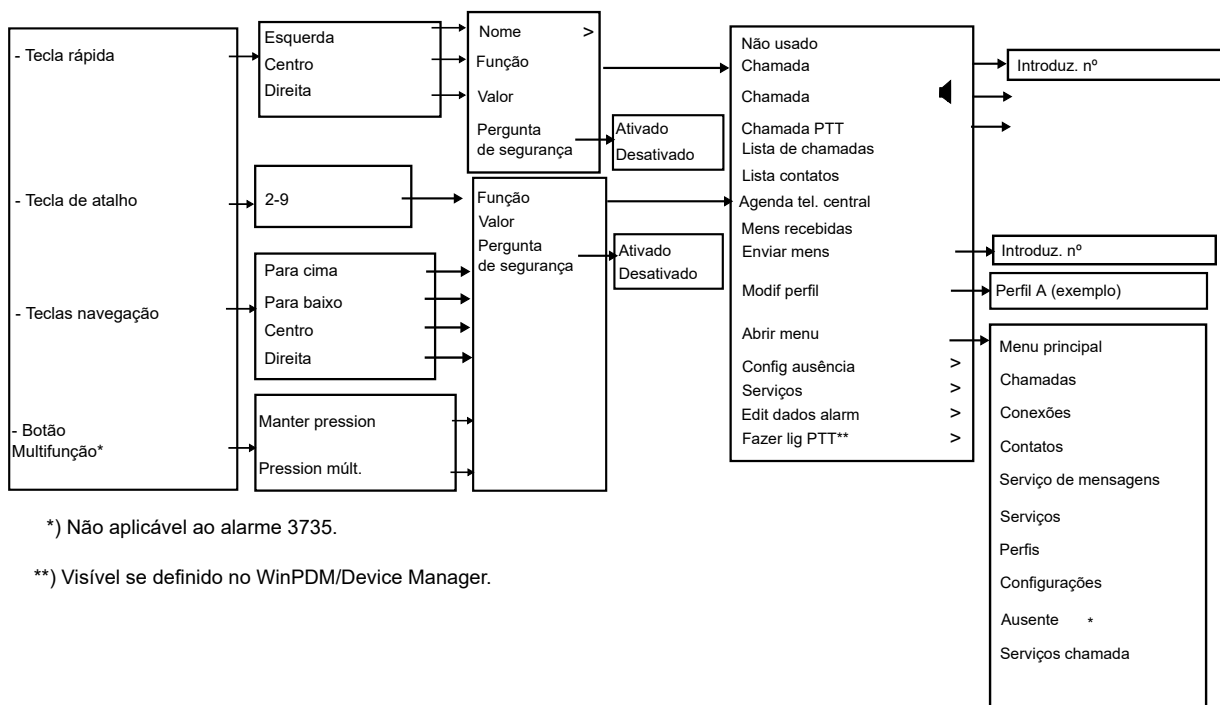 - Tecla rápida
- Tecla de atalho
- Teclas navegação
- Botão
Multifunção*
Esquerda
Centro
Direita
2-9
Para cima
Para baixo
Centro
Direita
Manter pression
Pression múlt.
Nome >
Função
Valor
Pergunta
de segurança
Ativado
Desativado
Função
Valor
Pergunta
de segurança
Ativado
Desativado
Não usado
Chamada
Chamada
Chamada PTT
Lista de chamadas
Lista contatos
Agenda tel. central
Mens recebidas
Enviar mens
Modif perfil
Abrir menu
Config ausência >
Serviços >
Edit dados alarm >
Fazer lig PTT** >
Introduz. nº
Introduz. nº
Perfil A (exemplo)
Menu principal
Chamadas
Conexões
Contatos
Serviço de mensagens
Serviços
Perfis
Configurações
Ausente *
Serviços chamada
*) Não aplicável ao alarme 3735.
**) Visível se definido no WinPDM/Device Manager.